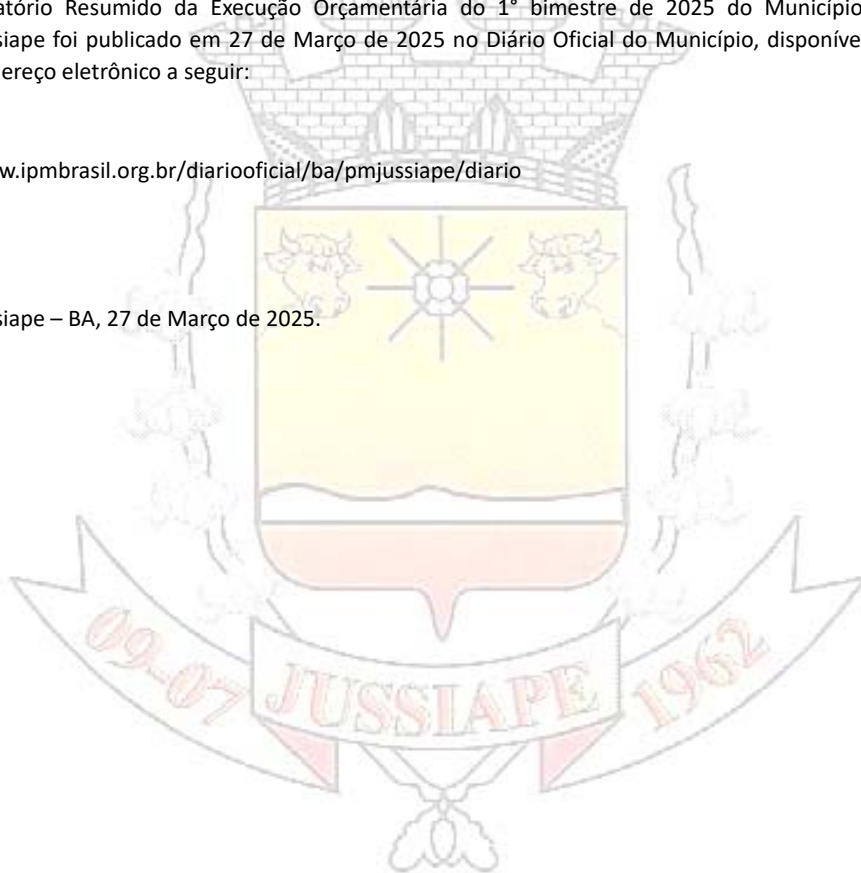 atório Resumido da Execução Orçamentária do 1° bimestre de 2025 do Município
siape foi publicado em 27 de Março de 2025 no Diário Oficial do Município, disponíve
ereço eletrônico a seguir:
w.ipmbrasil.org.br/diariooficial/ba/pmjussiape/diario
siape – BA, 27 de Março de 2025.
09-07 JUSSIAPE 1962